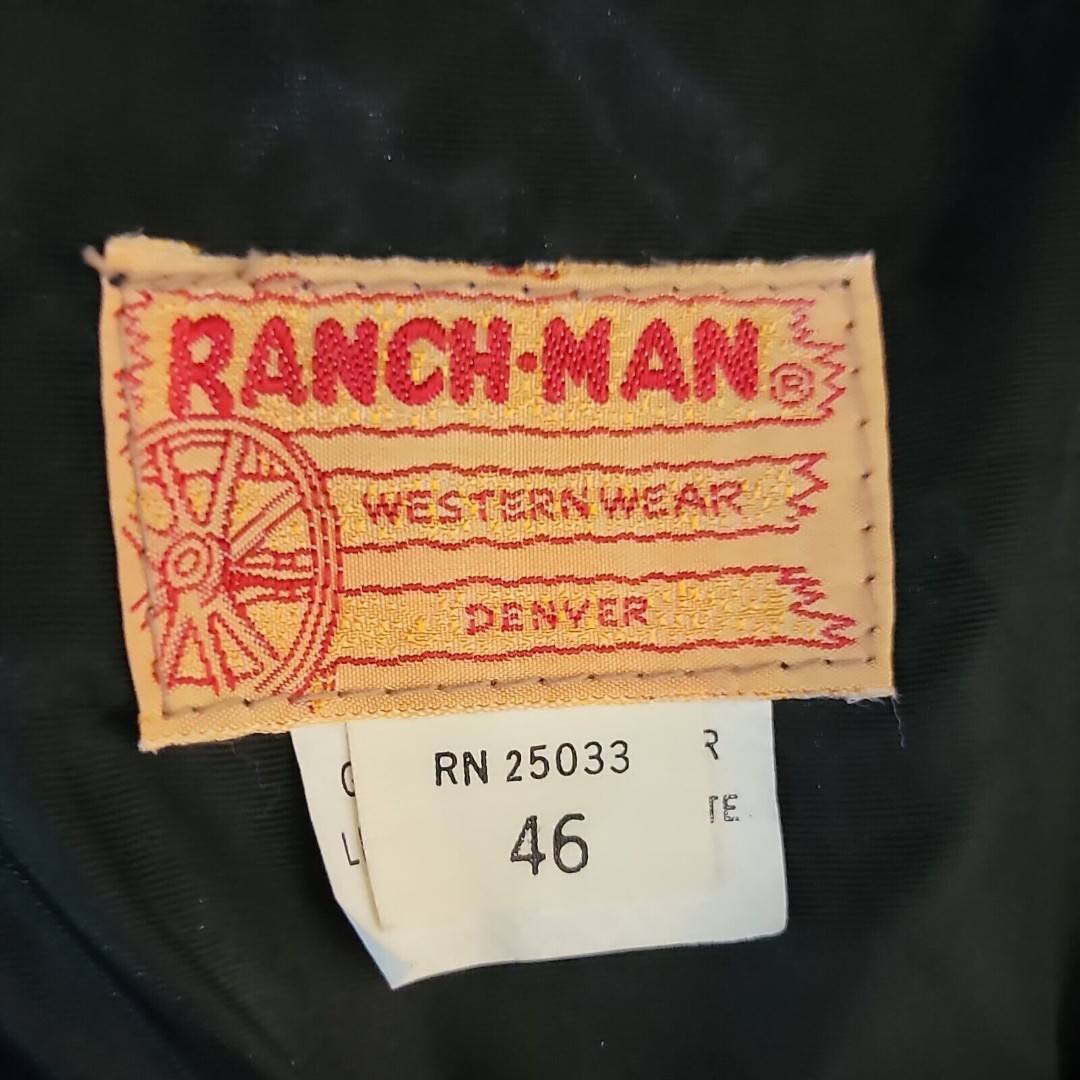 RANCH·MAN®
WESTERN WEAR
DENVER
RN 25033
46